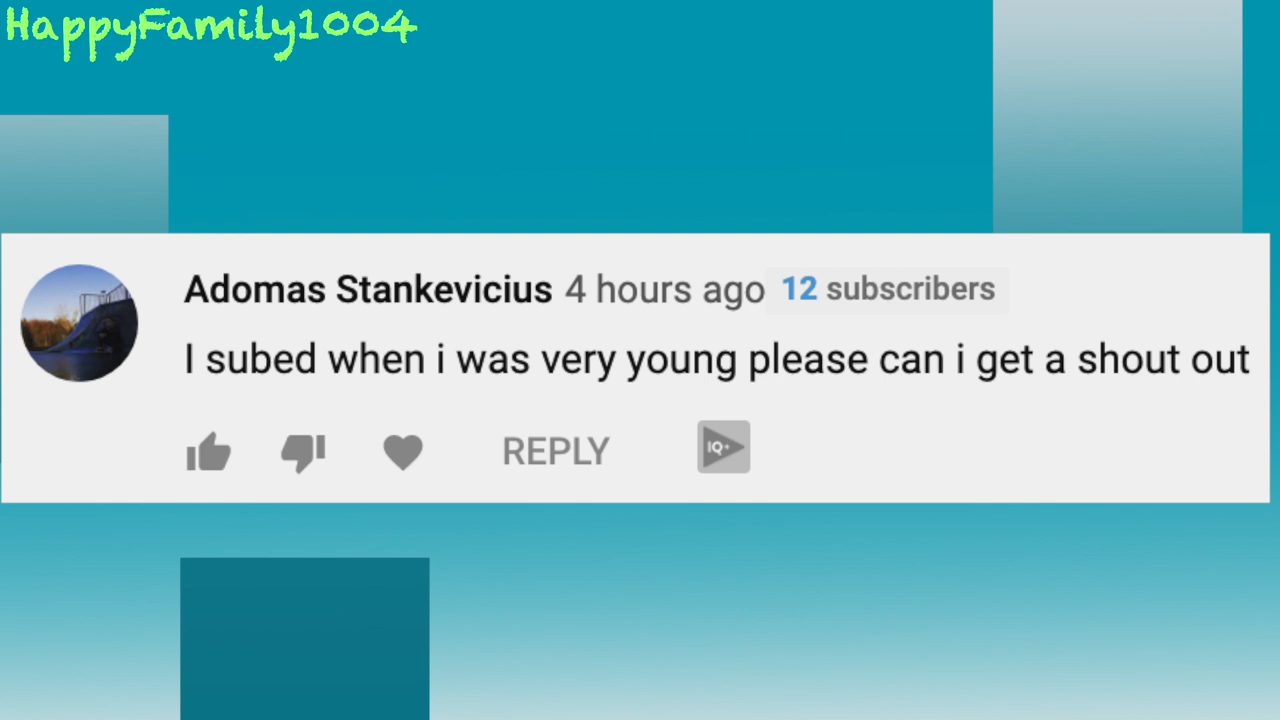 HappyFamily1004
Adomas Stankevicius 4 hours ago 12 subscribers
I subed when i was very young please can i get a shout out
REPLY IQ+